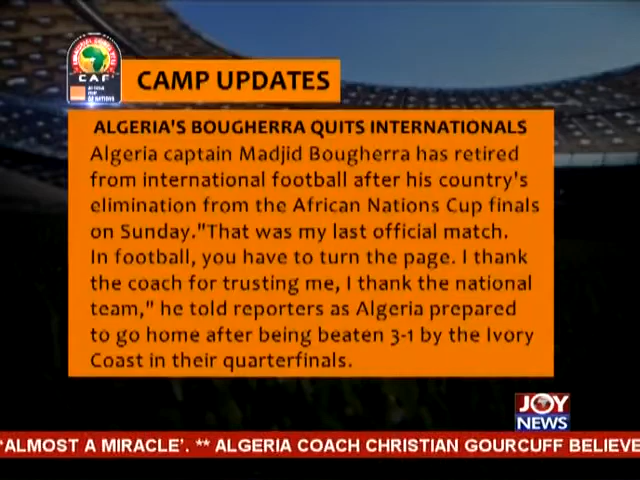 CAF
CAMP UPDATES
ALGERIA'S BOUGHERRA QUITS INTERNATIONALS
Algeria captain Madjid Bougherra has retired
from international football after his country's
elimination from the African Nations Cup finals
on Sunday."That was my last official match.
In football, you have to turn the page. I thank
the coach for trusting me, I thank the national
team," he told reporters as Algeria prepared
to go home after being beaten 3-1 by the Ivory
Coast in their quarterfinals.
JOY
NEWS
'ALMOST A MIRACLE'. ** ALGERIA COACH CHRISTIAN GOURCUFF BELIEVE